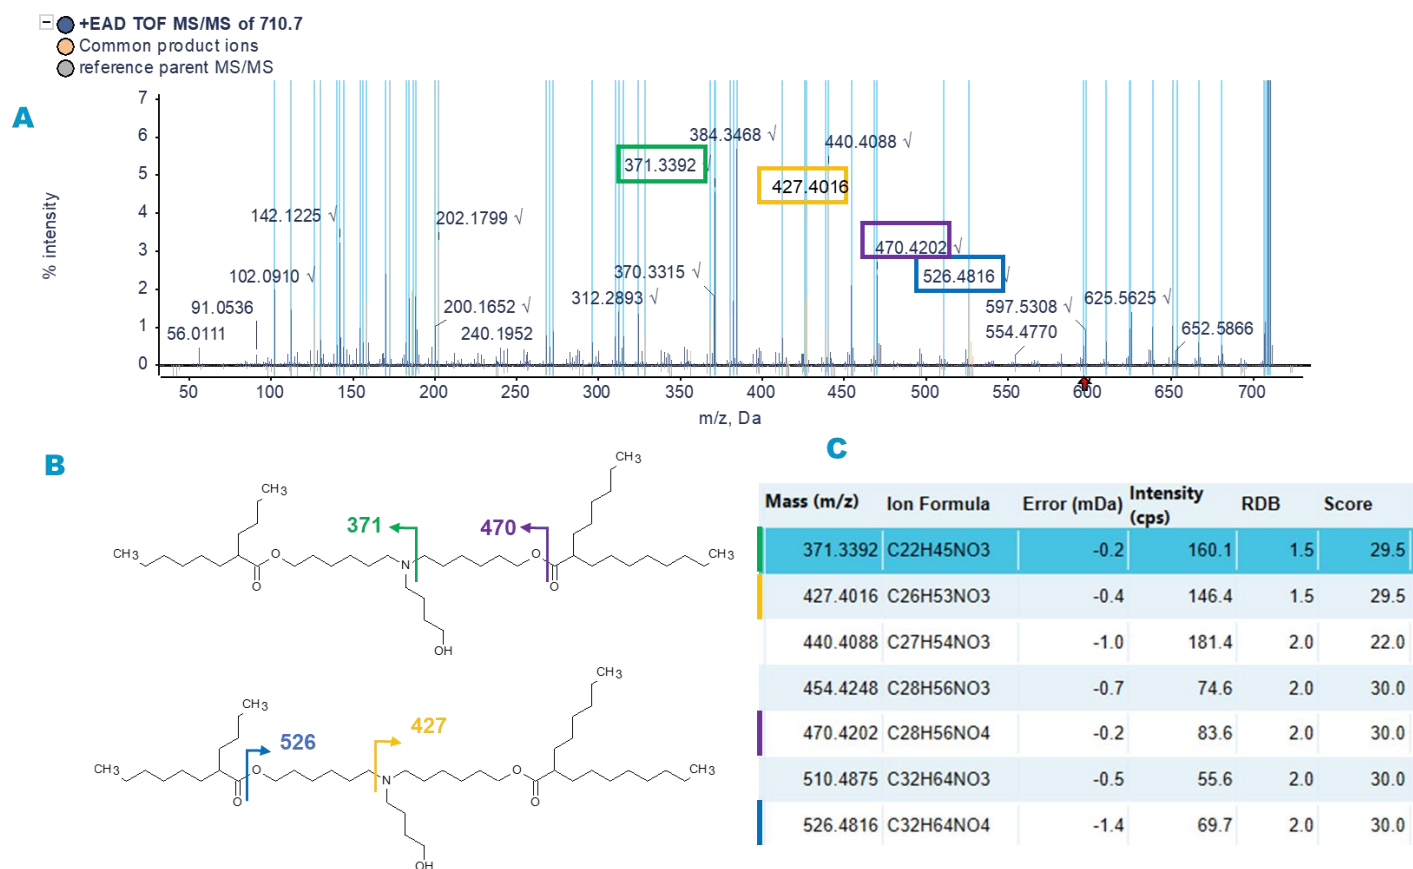 +EAD TOF MS/MS of 710.7
Common product ions
reference parent MS/MS
A
% intensity
7
6
5
4
3
2
1
0
384.3468 √
440.4088 √
371.3392
427.4016
142.1225 √
202.1799 √
470.4202 √
370.3315 √
526.4816 √
102.0910 √
91.0536
200.1652 √
312.2893 √
597.5308 √
625.5625 √
56.0111
240.1952
554.4770
652.5866
50 100 150 200 250 300 350 400 450 500 550 600 650 700
m/z, Da
B
CH3
CH3
371
470
CH3
O
N
O
CH3
O
O
OH
CH3
CH3
526
427
CH3
O
N
O
CH3
O
O
OH
C
Mass (m/z) Ion Formula Error (mDa) Intensity (cps) RDB Score
371.3392 C22H45NO3 -0.2 160.1 1.5 29.5
427.4016 C26H53NO3 -0.4 146.4 1.5 29.5
440.4088 C27H54NO3 -1.0 181.4 2.0 22.0
454.4248 C28H56NO3 -0.7 74.6 2.0 30.0
470.4202 C28H56NO4 -0.2 83.6 2.0 30.0
510.4875 C32H64NO3 -0.5 55.6 2.0 30.0
526.4816 C32H64NO4 -1.4 69.7 2.0 30.0